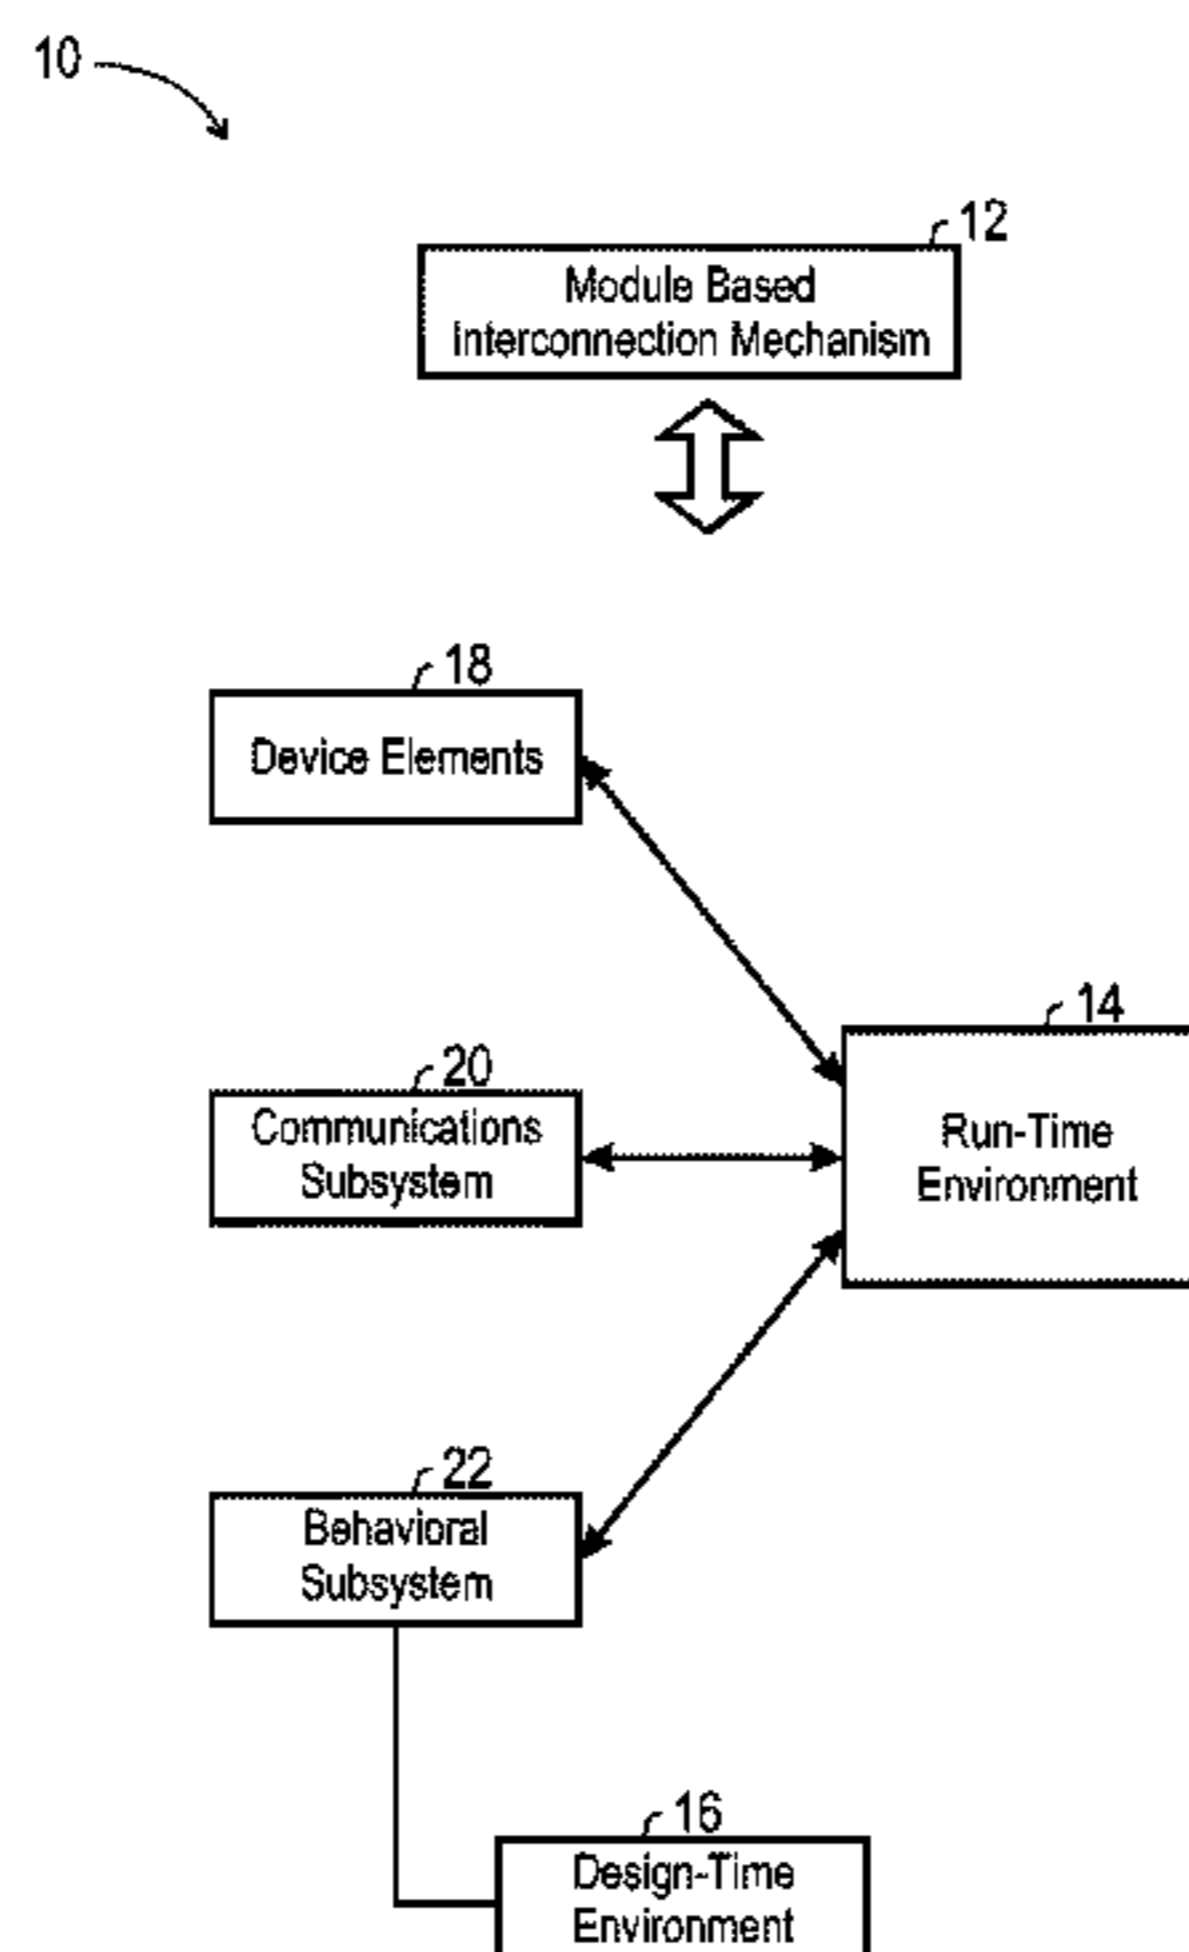 10
12
Module Based
Interconnection Mechanism
18
Device Elements
14
Run-Time
Environment
20
Communications
Subsystem
22
Behavioral
Subsystem
16
Design-Time
Environment